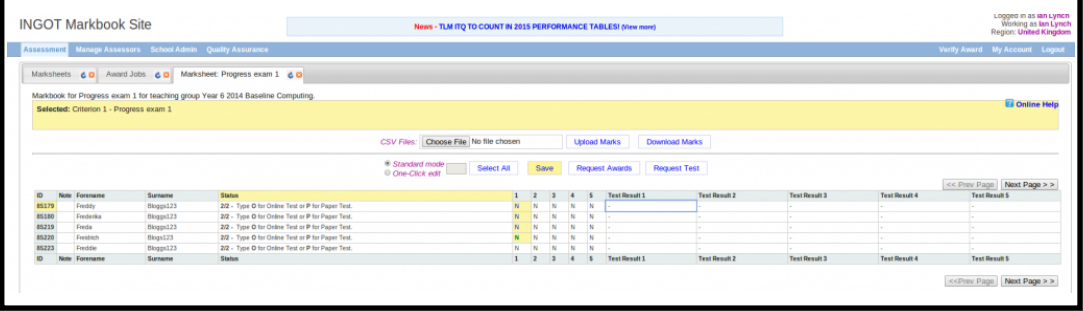 Logged in as Ian Lynch
INGOT Markbook Site
News - TLM ITQ TO COUNT IN 2015 PERFORMANCE TABLES! (View more)
Working as Ian Lynch
Region: United Kingdom
Assessment Manage Assessors School Admin Quality Assurance Verify Award My Account Logout
Marksheets Award Jobs Marksheet: Progress exam 1
Markbook for Progress exam 1 for teaching group Year 6 2014 Baseline Computing.
Selected: Criterion 1 - Progress exam 1
Online Help
CSV Files: Choose File No file chosen Upload Marks Download Marks
Standard mode
One-Click edit
Select All Save Request Awards Request Test
<< Prev Page Next Page > >
ID Note Forename Surname Status 1 2 3 4 5 Test Result 1 Test Result 2 Test Result 3 Test Result 4 Test Result 5
85179 Freddy Bloggs123 2/2 - Type O for Online Test or P for Paper Test. N N N N N - - - - -
85180 Frederika Bloggs123 2/2 - Type O for Online Test or P for Paper Test. N N N N N - - - - -
85219 Freda Bloggs123 2/2 - Type O for Online Test or P for Paper Test. N N N N N - - - - -
85220 Freidrich Bloggs123 2/2 - Type O for Online Test or P for Paper Test. N N N N N - - - - -
85223 Freddie Bloggs123 2/2 - Type O for Online Test or P for Paper Test. N N N N N - - - - -
ID Note Forename Surname Status 1 2 3 4 5 Test Result 1 Test Result 2 Test Result 3 Test Result 4 Test Result 5
<<Prev Page Next Page > >